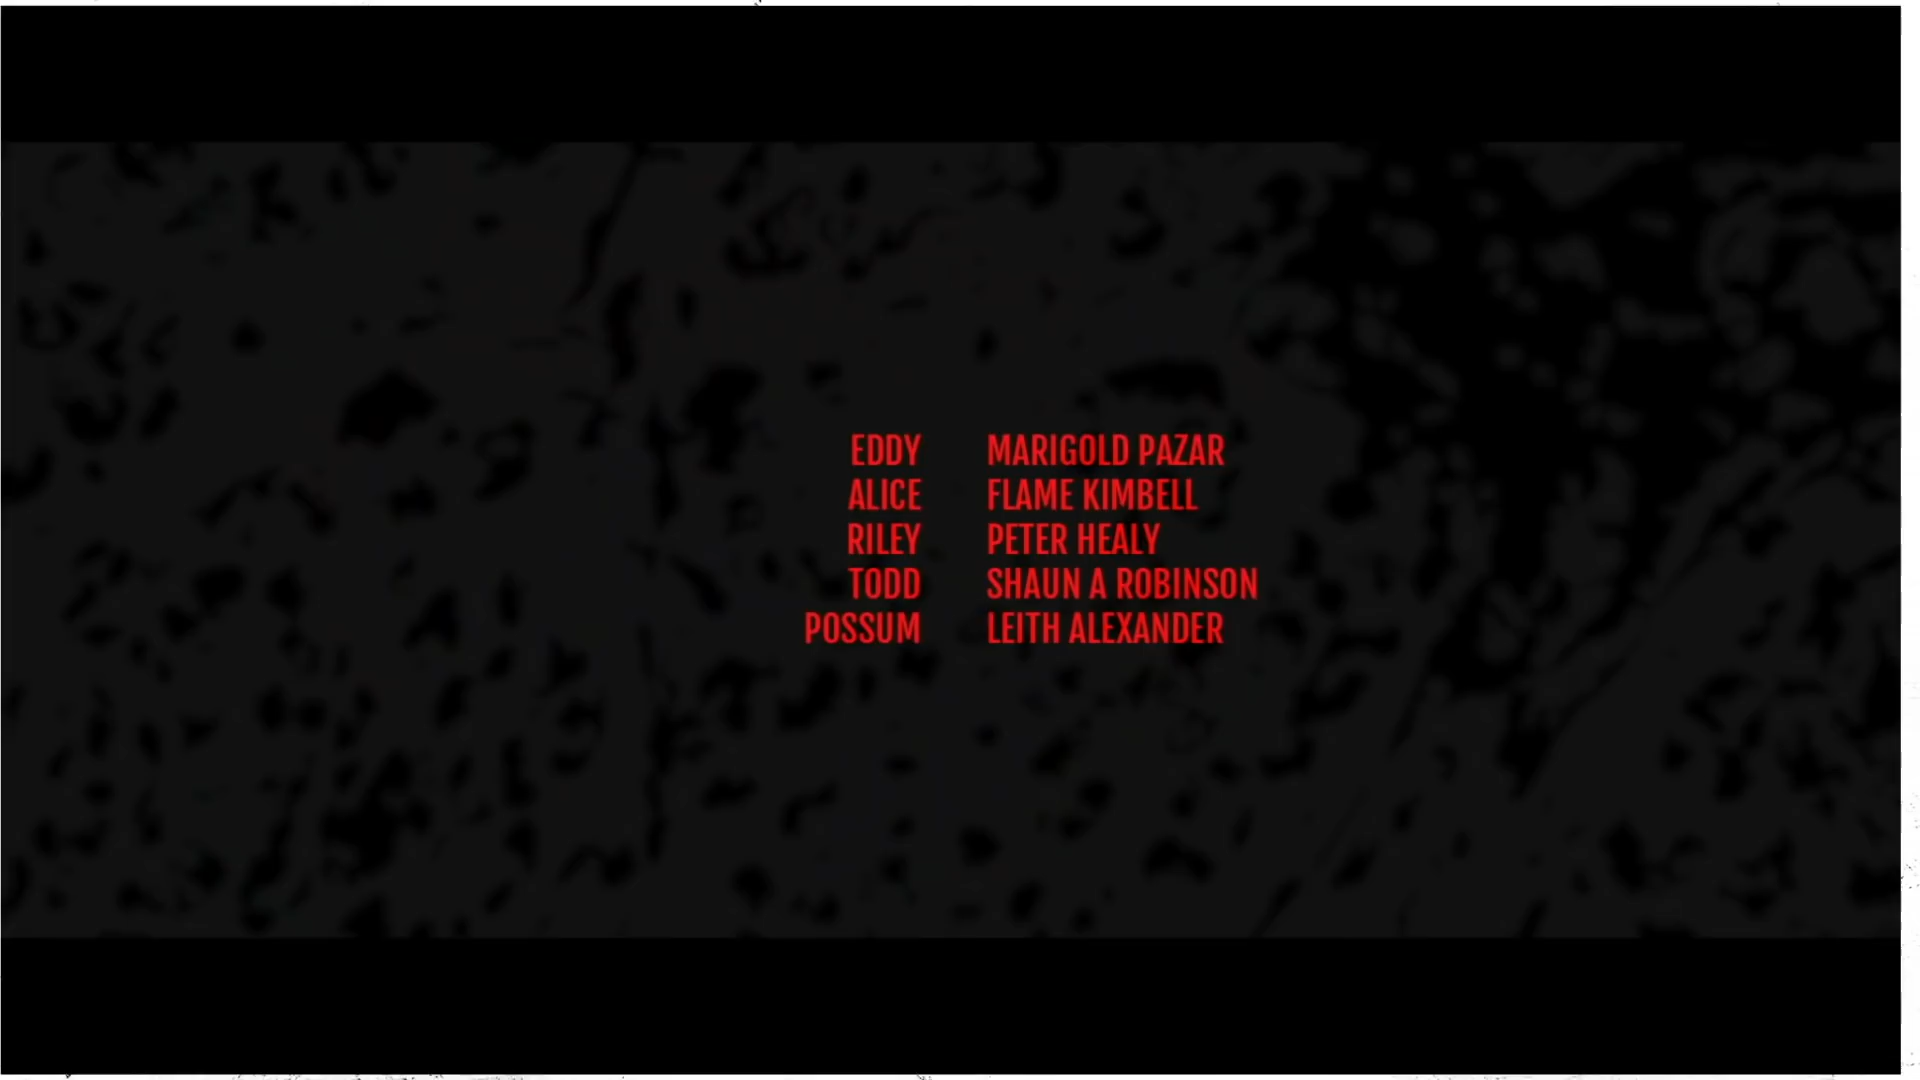 EDDY MARIGOLD PAZAR
ALICE FLAME KIMBELL
RILEY PETER HEALY
TODD SHAUN A ROBINSON
POSSUM LEITH ALEXANDER